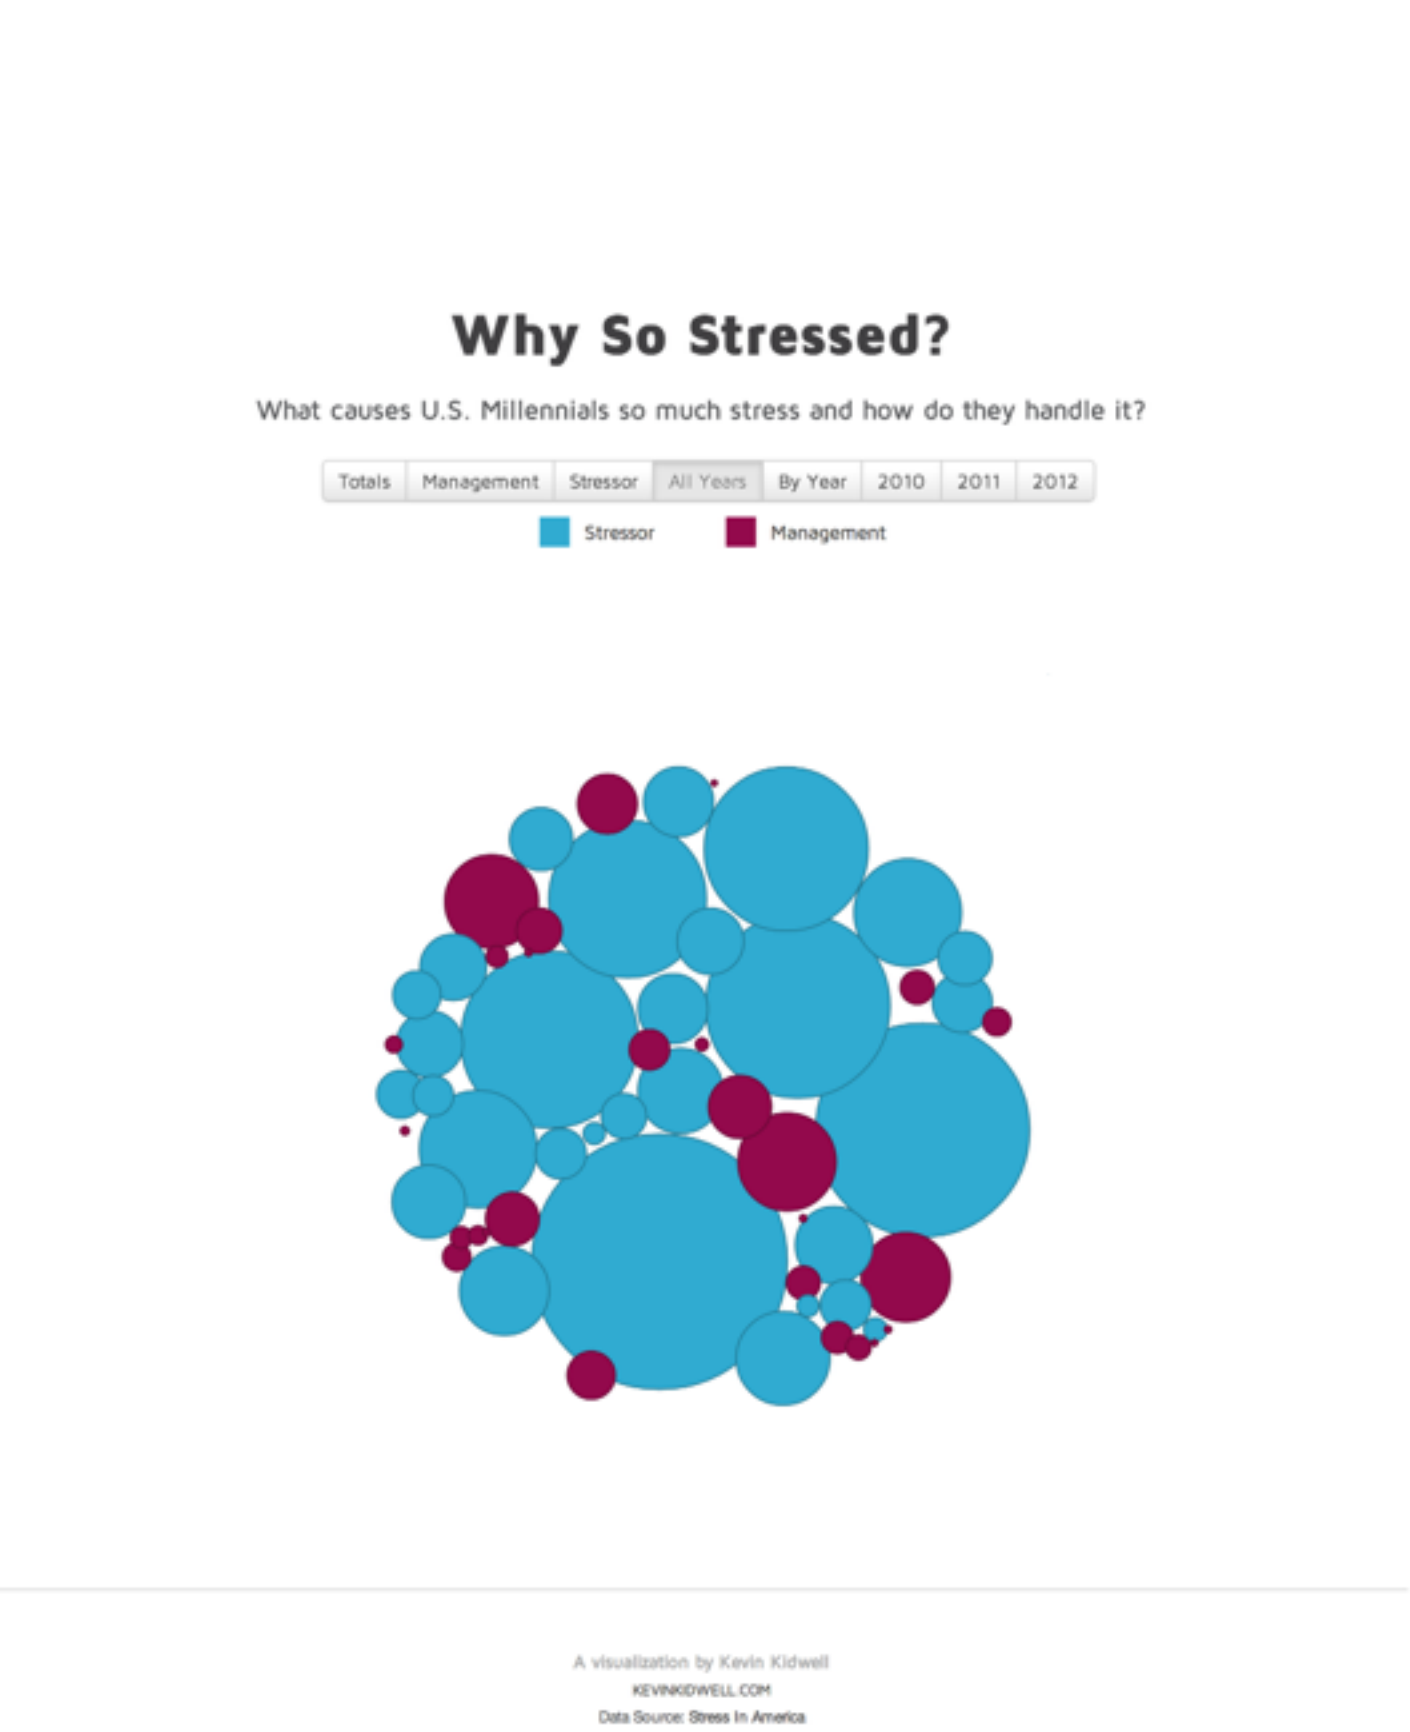 Why So Stressed?
What causes U.S. Millennials so much stress and how do they handle it?
Totals Management Stressor All Years By Year 2010 2011 2012
Stressor Management
A visualization by Kevin Kidwell
KEVINKIDWELL.COM
Data Source: Stress In America